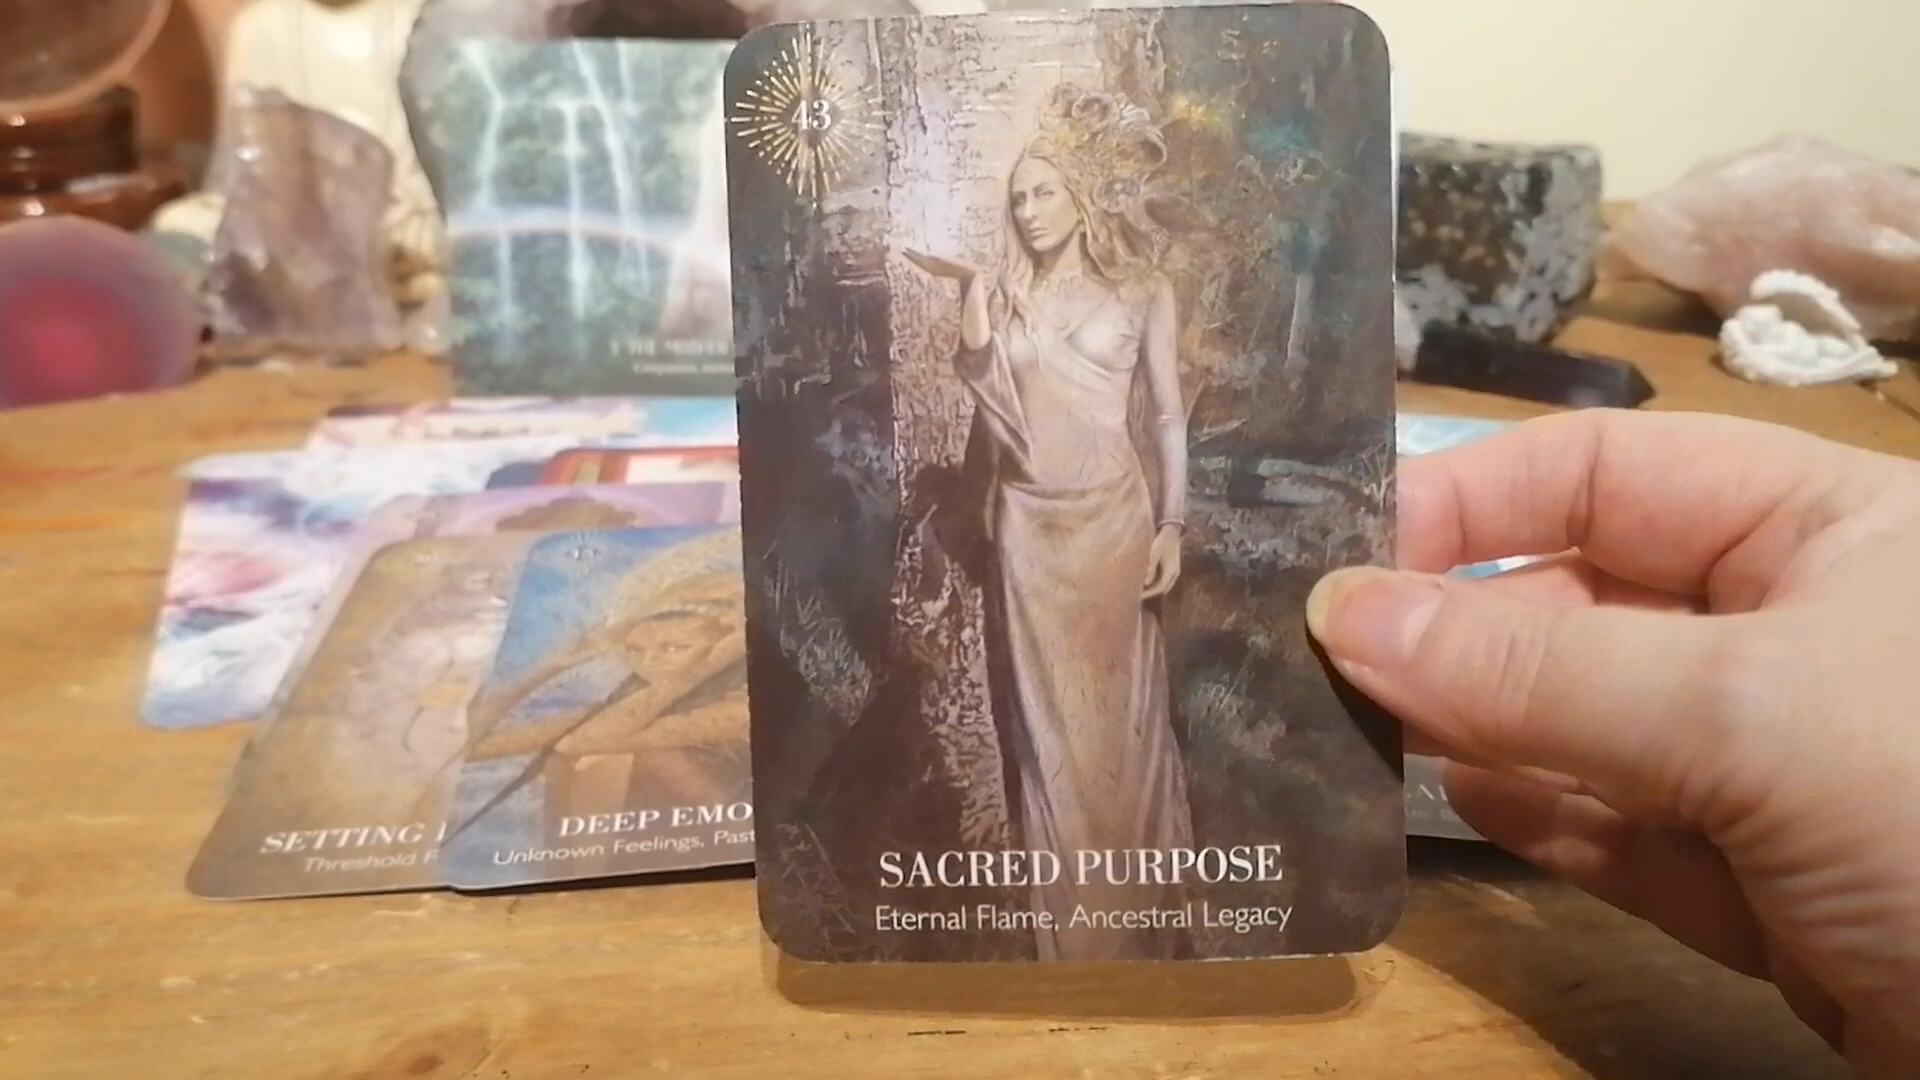 43
SACRED PURPOSE
Eternal Flame, Ancestral Legacy
SETTING
Threshold
DEEP EMO
Unknown Feelings, Past